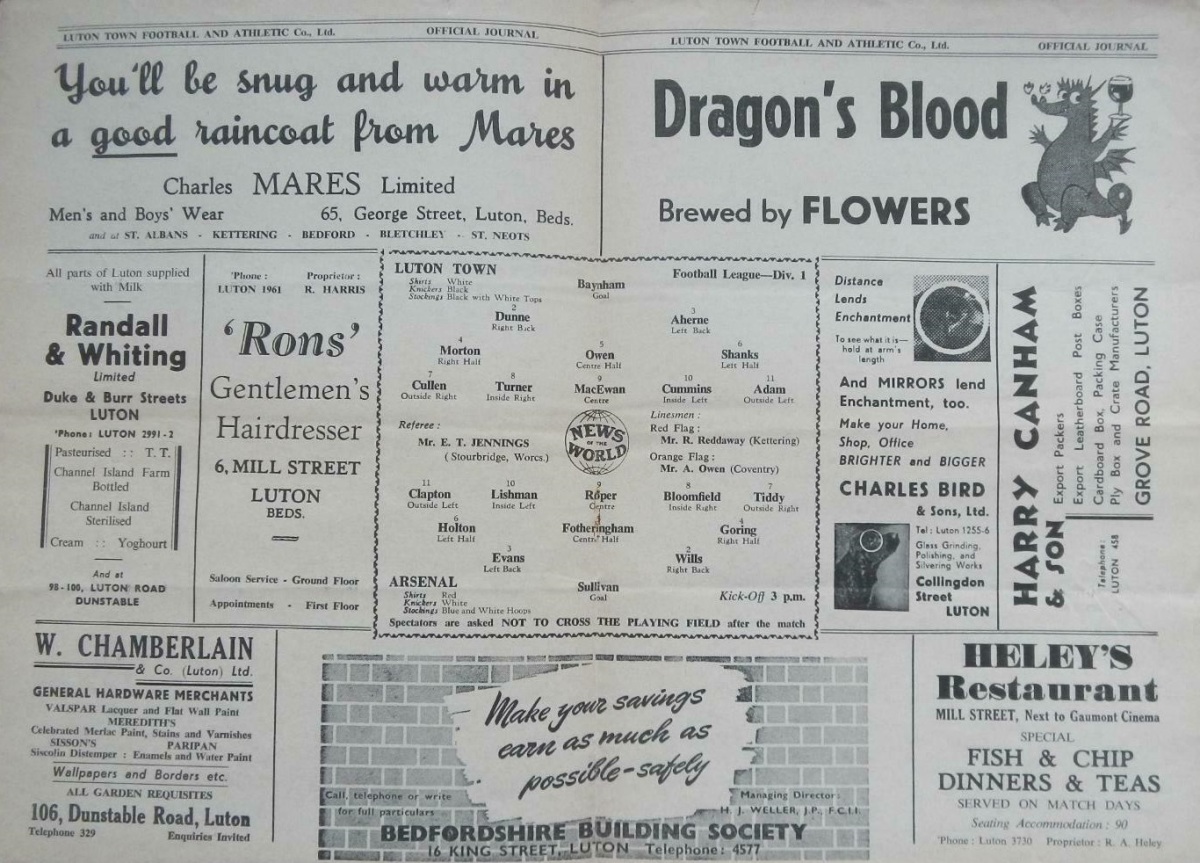 LUTON TOWN FOOTBALL AND ATHLETIC Co., Ltd. OFFICIAL JOURNAL
You'll be snug and warm in
a good raincoat from Mares
Charles MARES Limited
Men's and Boys' Wear 65, George Street, Luton, Beds.
and at ST. ALBANS - KETTERING - BEDFORD - BLETCHLEY - ST. NEOTS
LUTON TOWN FOOTBALL AND ATHLETIC Co., Ltd. OFFICIAL JOURNAL
Dragon's Blood
Brewed by FLOWERS
All parts of Luton supplied
with Milk
Randall
& Whiting
Limited
Duke & Burr Streets
LUTON
'Phone: LUTON 2991-2
Pasteurised :: T.T.
Channel Island Farm
Bottled
Channel Island
Sterilised
Cream :: Yoghourt
And at
98-100, LUTON ROAD
DUNSTABLE
'Phone : Proprietor :
LUTON 1961 R. HARRIS
'Rons'
Gentlemen's
Hairdresser
6, MILL STREET
LUTON
BEDS.
Saloon Service - Ground Floor
Appointments - First Floor
LUTON TOWN Football League—Div. 1
Shirts White
Knickers Black
Stockings Black with White Tops
Baynham
Goal
2 3
Dunne Aherne
Right Back Left Back
4 5 6
Morton Owen Shanks
Right Half Centre Half Left Half
7 8 9 10 11
Cullen Turner MacEwan Cummins Adam
Outside Right Inside Right Centre Inside Left Outside Left
Referee :
Mr. E. T. JENNINGS
(Stourbridge, Worcs.)
NEWS
OF THE
WORLD
Linesmen :
Red Flag :
Mr. R. Reddaway (Kettering)
Orange Flag :
Mr. A. Owen (Coventry)
11 10 9 8 7
Clapton Lishman Roper Bloomfield Tiddy
Outside Left Inside Left Centre Inside Right Outside Right
6 4
Holton Fotheringham Goring
Left Half Centre Half Right Half
3 2
Evans Wills
Left Back Right Back
ARSENAL
Shirts Red
Knickers White
Stockings Blue and White Hoops
Sullivan
Goal
Kick-Off 3 p.m.
Spectators are asked NOT TO CROSS THE PLAYING FIELD after the match
Distance
Lends
Enchantment
To see what it is—
hold at arm's
length
And MIRRORS lend
Enchantment, too.
Make your Home,
Shop, Office
BRIGHTER and BIGGER
CHARLES BIRD
& Sons, Ltd.
Tel: Luton 1255-6
Glass Grinding,
Polishing, and
Silvering Works
Collingdon
Street
LUTON
HARRY CANHAM
& SON
Export Packers
Export Leatherboard Post Boxes
Cardboard Box, Packing Case
Ply Box and Crate Manufacturers
GROVE ROAD, LUTON
Telephone:
LUTON 458
W. CHAMBERLAIN
& Co. (Luton) Ltd.
GENERAL HARDWARE MERCHANTS
VALSPAR Lacquer and Flat Wall Paint
MEREDITH'S
Celebrated Merlac Paint, Stains and Varnishes
SISSON'S PARIPAN
Siscolin Distemper : Enamels and Water Paint
Wallpapers and Borders etc.
ALL GARDEN REQUISITES
106, Dunstable Road, Luton
Telephone 329 Enquiries Invited
Make your savings
earn as much as
possible-safely
Call, telephone or write
for full particulars
Managing Director:
H. J. WELLER, J.P., F.C.I.I.
BEDFORDSHIRE BUILDING SOCIETY
16 KING STREET, LUTON Telephone: 4577
HELEY'S
Restaurant
MILL STREET, Next to Gaumont Cinema
SPECIAL
FISH & CHIP
DINNERS & TEAS
SERVED ON MATCH DAYS
Seating Accommodation : 90
'Phone : Luton 3730 Proprietor : R. A. Heley